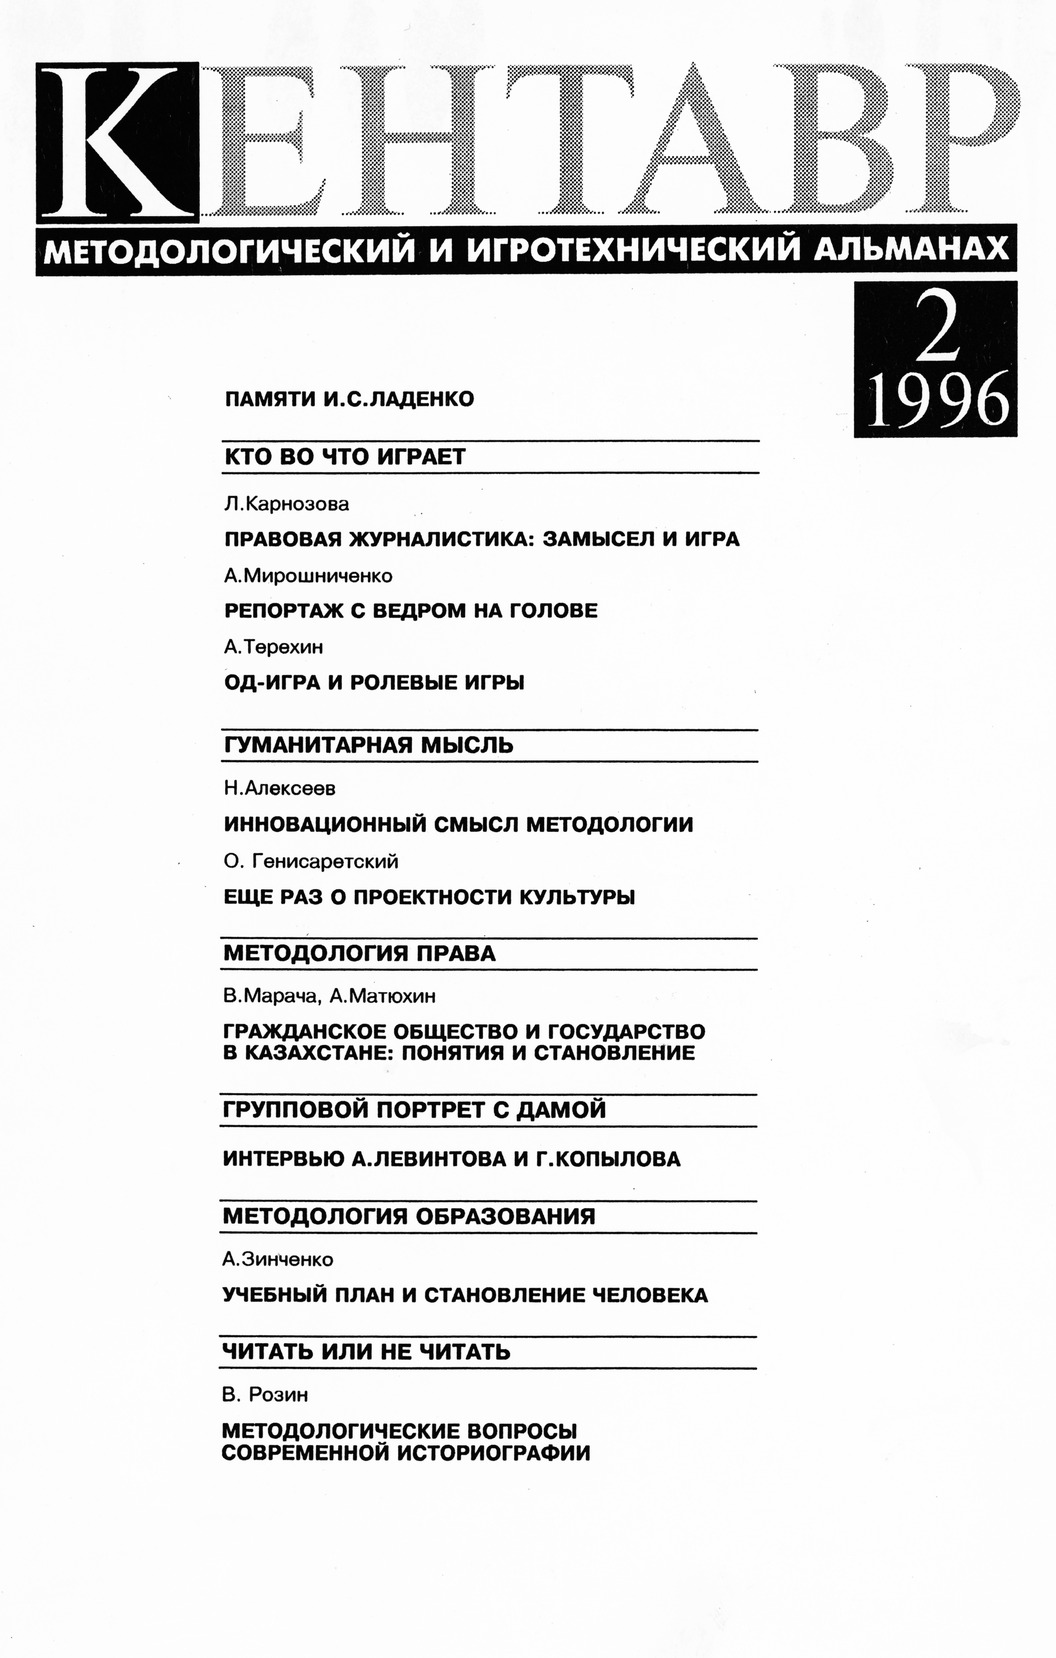 КЕНТАВР
МЕТОДОЛОГИЧЕСКИЙ И ИГРОТЕХНИЧЕСКИЙ АЛЬМАНАХ
2
1996
ПАМЯТИ И.С.ЛАДЕНКО
КТО ВО ЧТО ИГРАЕТ
Л.Карнозова
ПРАВОВАЯ ЖУРНАЛИСТИКА: ЗАМЫСЕЛ И ИГРА
А.Мирошниченко
РЕПОРТАЖ С ВЕДРОМ НА ГОЛОВЕ
А.Терехин
ОД-ИГРА И РОЛЕВЫЕ ИГРЫ
ГУМАНИТАРНАЯ МЫСЛЬ
Н.Алексеев
ИННОВАЦИОННЫЙ СМЫСЛ МЕТОДОЛОГИИ
О. Генисаретский
ЕЩЕ РАЗ О ПРОЕКТНОСТИ КУЛЬТУРЫ
МЕТОДОЛОГИЯ ПРАВА
В.Марача, А.Матюхин
ГРАЖДАНСКОЕ ОБЩЕСТВО И ГОСУДАРСТВО
В КАЗАХСТАНЕ: ПОНЯТИЯ И СТАНОВЛЕНИЕ
ГРУППОВОЙ ПОРТРЕТ С ДАМОЙ
ИНТЕРВЬЮ А.ЛЕВИНТОВА И Г.КОПЫЛОВА
МЕТОДОЛОГИЯ ОБРАЗОВАНИЯ
А.Зинченко
УЧЕБНЫЙ ПЛАН И СТАНОВЛЕНИЕ ЧЕЛОВЕКА
ЧИТАТЬ ИЛИ НЕ ЧИТАТЬ
В. Розин
МЕТОДОЛОГИЧЕСКИЕ ВОПРОСЫ
СОВРЕМЕННОЙ ИСТОРИОГРАФИИ